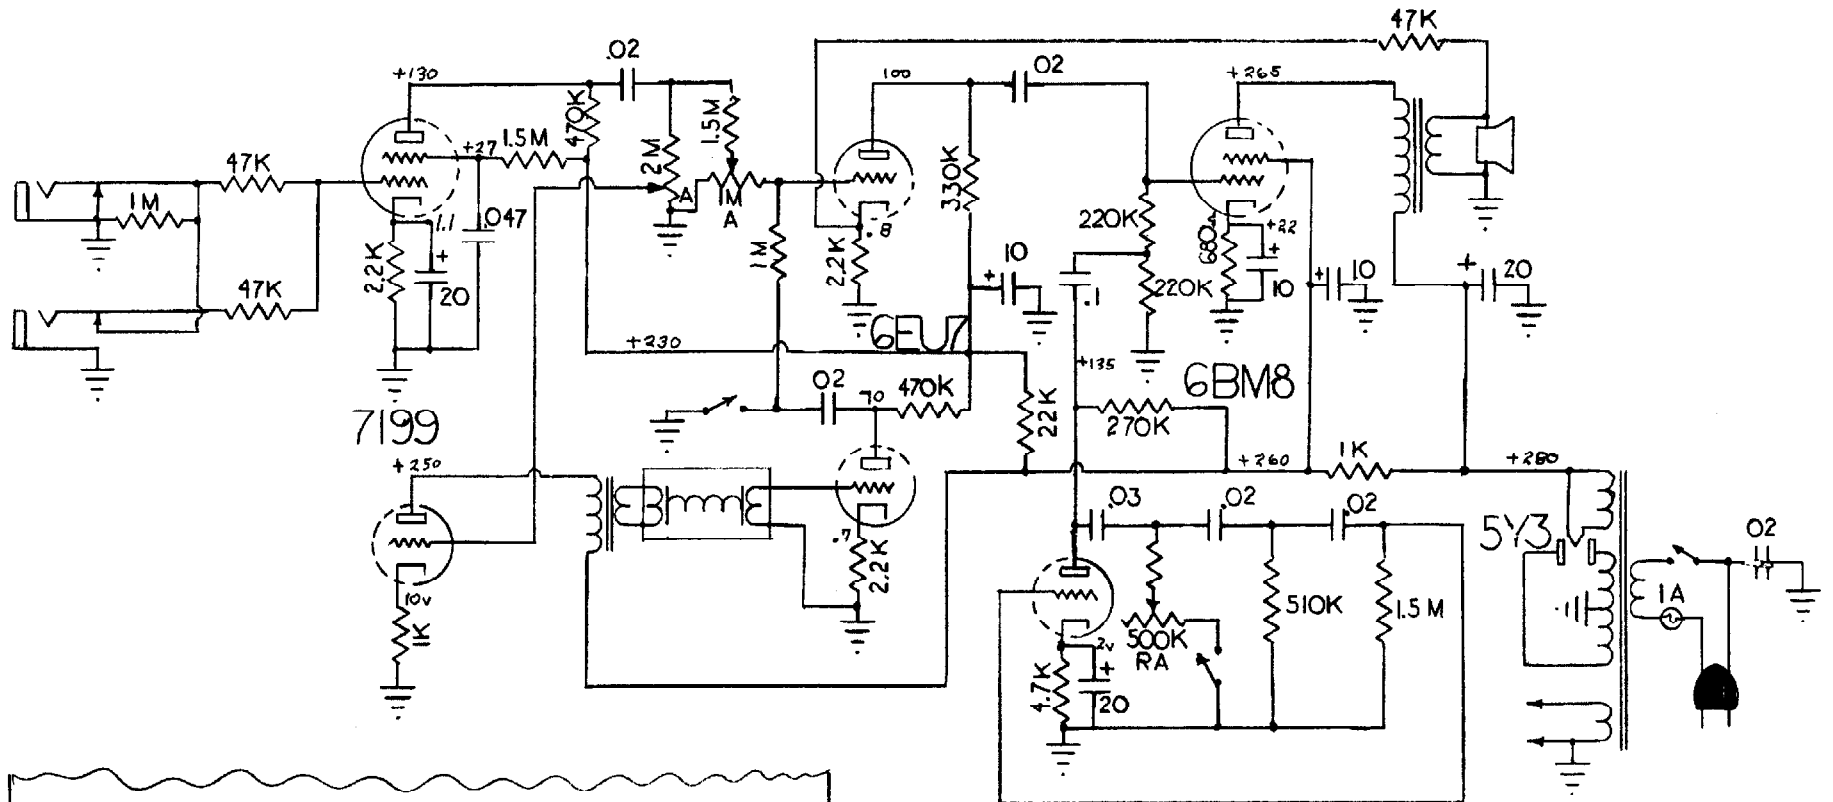 47K
.02
.02
+130
100
+265
470K
1.5M
+27
1.5M
2M
A
47K
1M
A
330K
1M
1.1
.047
.8
220K
680
+22
2.2K
+
20
1M
2.2K
+
10
.1
220K
+
10
+
10
+
20
47K
6EU7
+230
+135
6BM8
.02
70
470K
22K
270K
7199
+250
+260
1K
+280
.03
.02
.02
5Y3
.02
.7
2.2K
10v
1K
1A
500K
RA
510K
1.5M
2v
4.7K
+
20